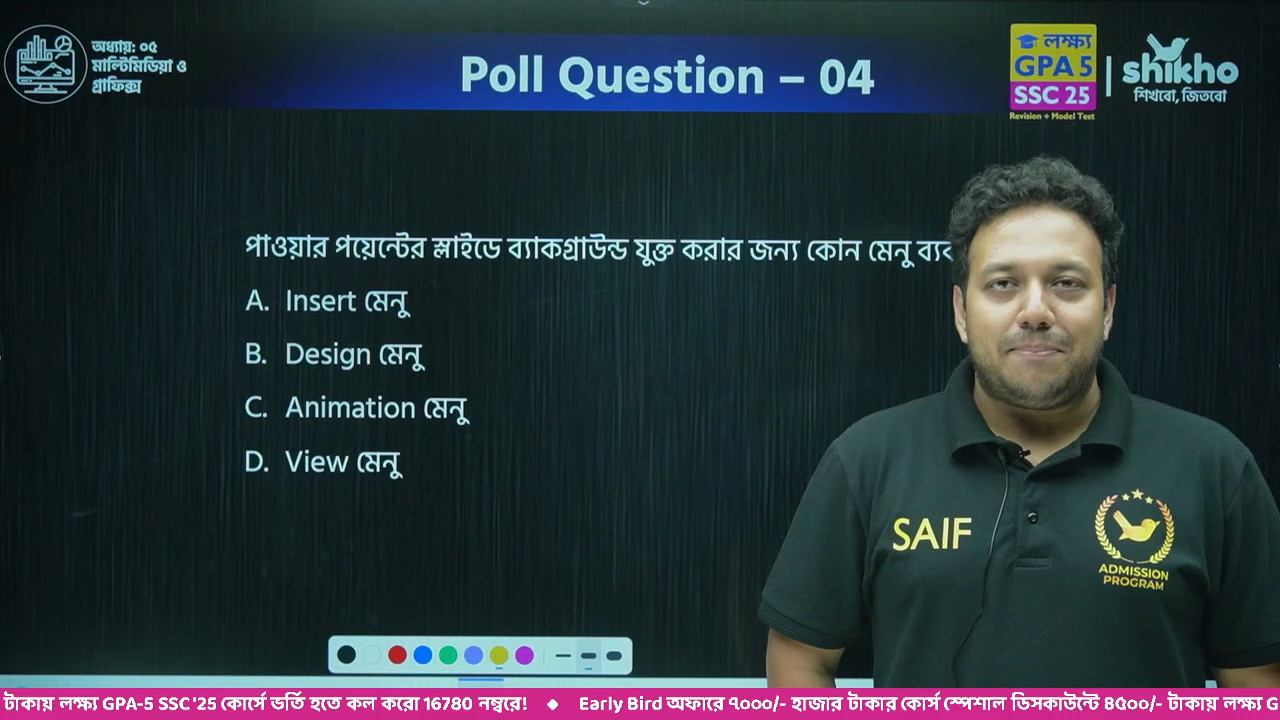 অধ্যায়: ০৫
মাল্টিমিডিয়া ও
গ্রাফিক্স
Poll Question – 04
লক্ষ্য
GPA 5
SSC 25
Revision + Model Test
shikho
শিখবো, জিতবো
পাওয়ার পয়েন্টের স্লাইডে ব্যাকগ্রাউন্ড যুক্ত করার জন্য কোন মেনু
A. Insert মেনু
B. Design মেনু
C. Animation মেনু
D. View মেনু
SAIF
ADMISSION
PROGRAM
টাকায় লক্ষ্য GPA-5 SSC '25 কোর্সে ভর্তি হতে কল করো 16780 নম্বরে! ◆ Early Bird অফারে ৭০০০/- হাজার টাকার কোর্স স্পেশাল ডিসকাউন্টে ৪৫০০/- টাকায় লক্ষ্য G